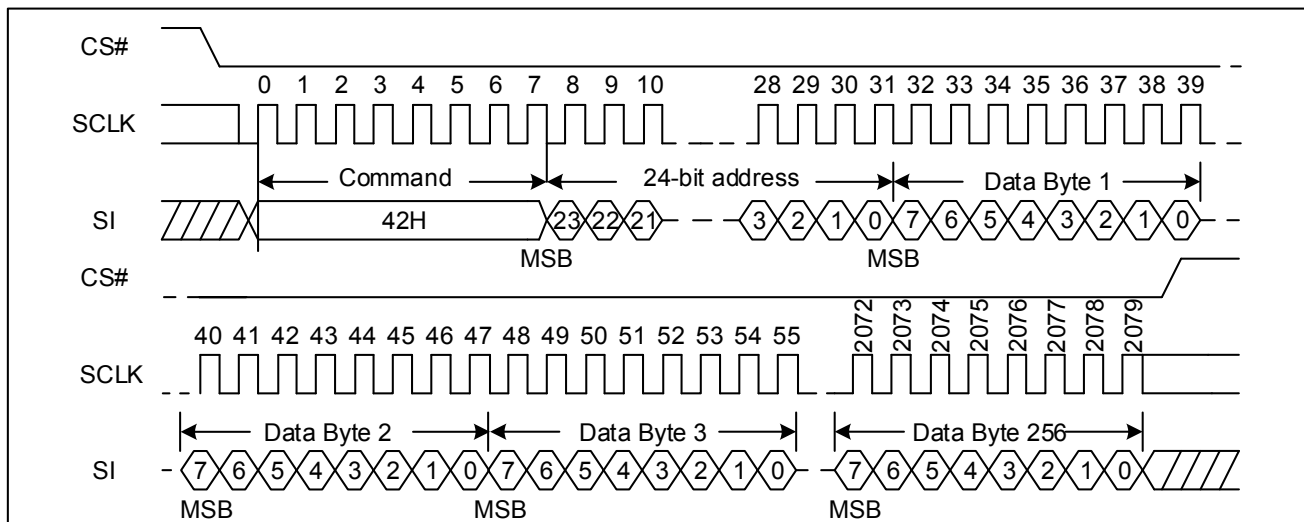 CS#
0 1 2 3 4 5 6 7 8 9 10 28 29 30 31 32 33 34 35 36 37 38 39
SCLK
Command 24-bit address Data Byte 1
SI 42H 23 22 21 3 2 1 0 7 6 5 4 3 2 1 0
MSB MSB
CS#
40 41 42 43 44 45 46 47 48 49 50 51 52 53 54 55 2072 2073 2074 2075 2076 2077 2078 2079
SCLK
Data Byte 2 Data Byte 3 Data Byte 256
SI 7 6 5 4 3 2 1 0 7 6 5 4 3 2 1 0 7 6 5 4 3 2 1 0
MSB MSB MSB